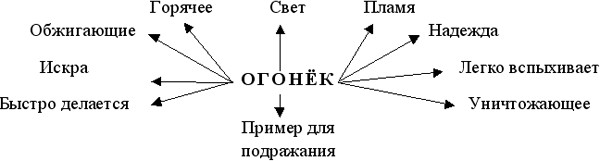 Горячее Свет Пламя
Обжигающие Надежда
Искра Легко вспыхивает
ОГОНЁК
Быстро делается Уничтожающее
Пример для
подражания